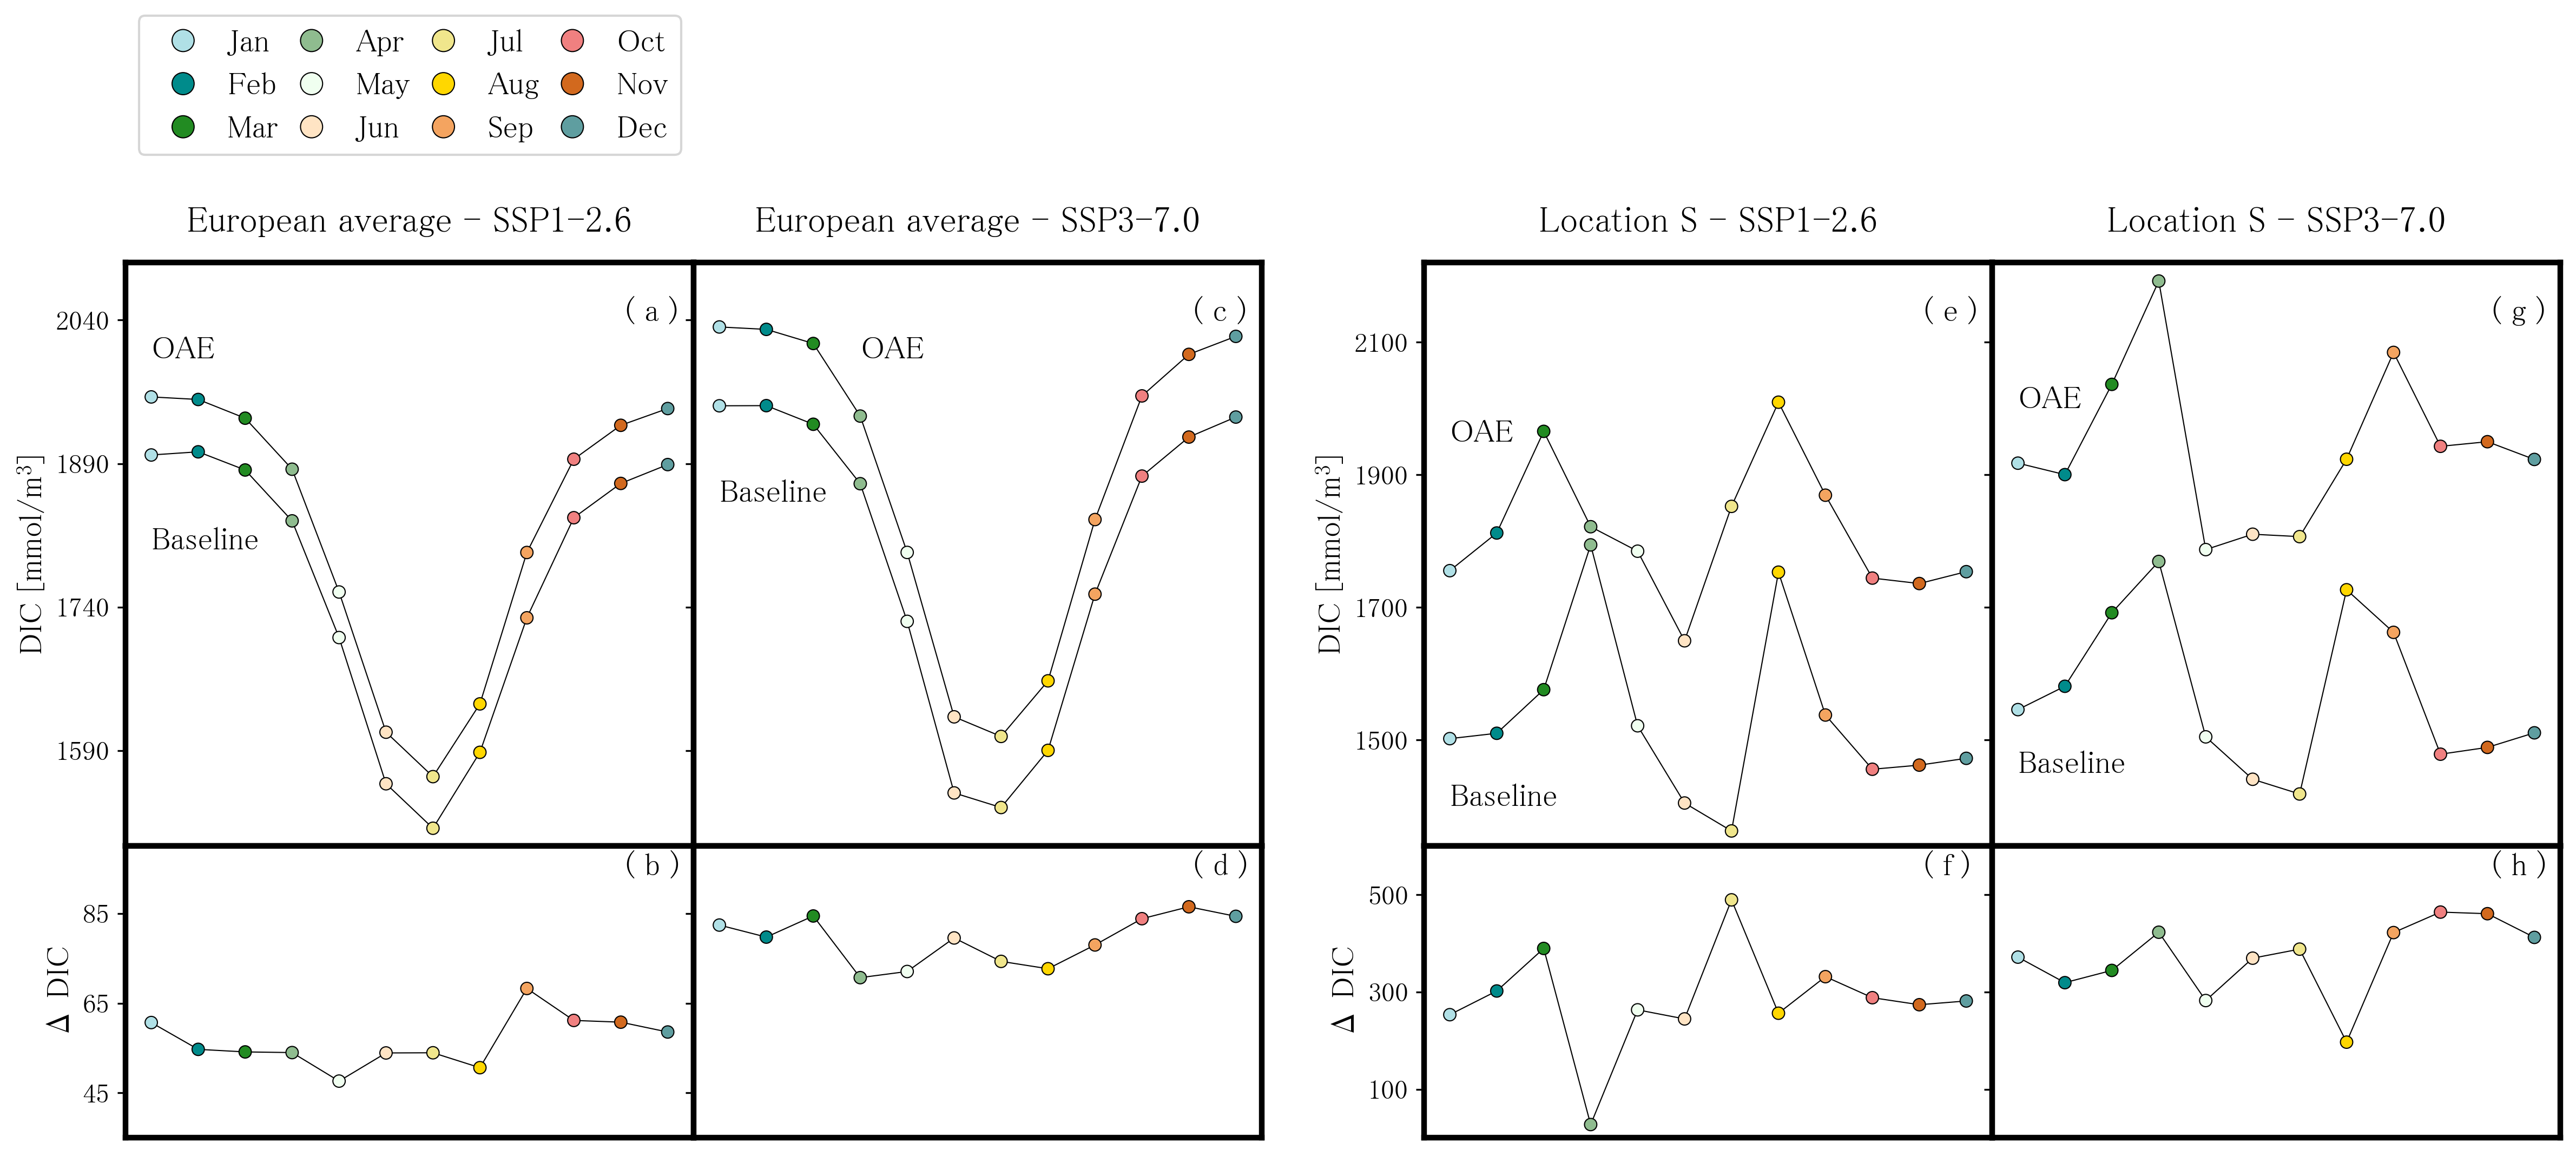 Jan Apr Jul Oct
Feb May Aug Nov
Mar Jun Sep Dec
European average – SSP1–2.6
European average – SSP3–7.0
Location S – SSP1–2.6
Location S – SSP3–7.0
DIC [mmol/m³]
2040
1890
1740
1590
( a )
OAE
Baseline
( c )
OAE
Baseline
Δ DIC
85
65
45
( b )
( d )
DIC [mmol/m³]
2100
1900
1700
1500
( e )
OAE
Baseline
( g )
OAE
Baseline
Δ DIC
500
300
100
( f )
( h )